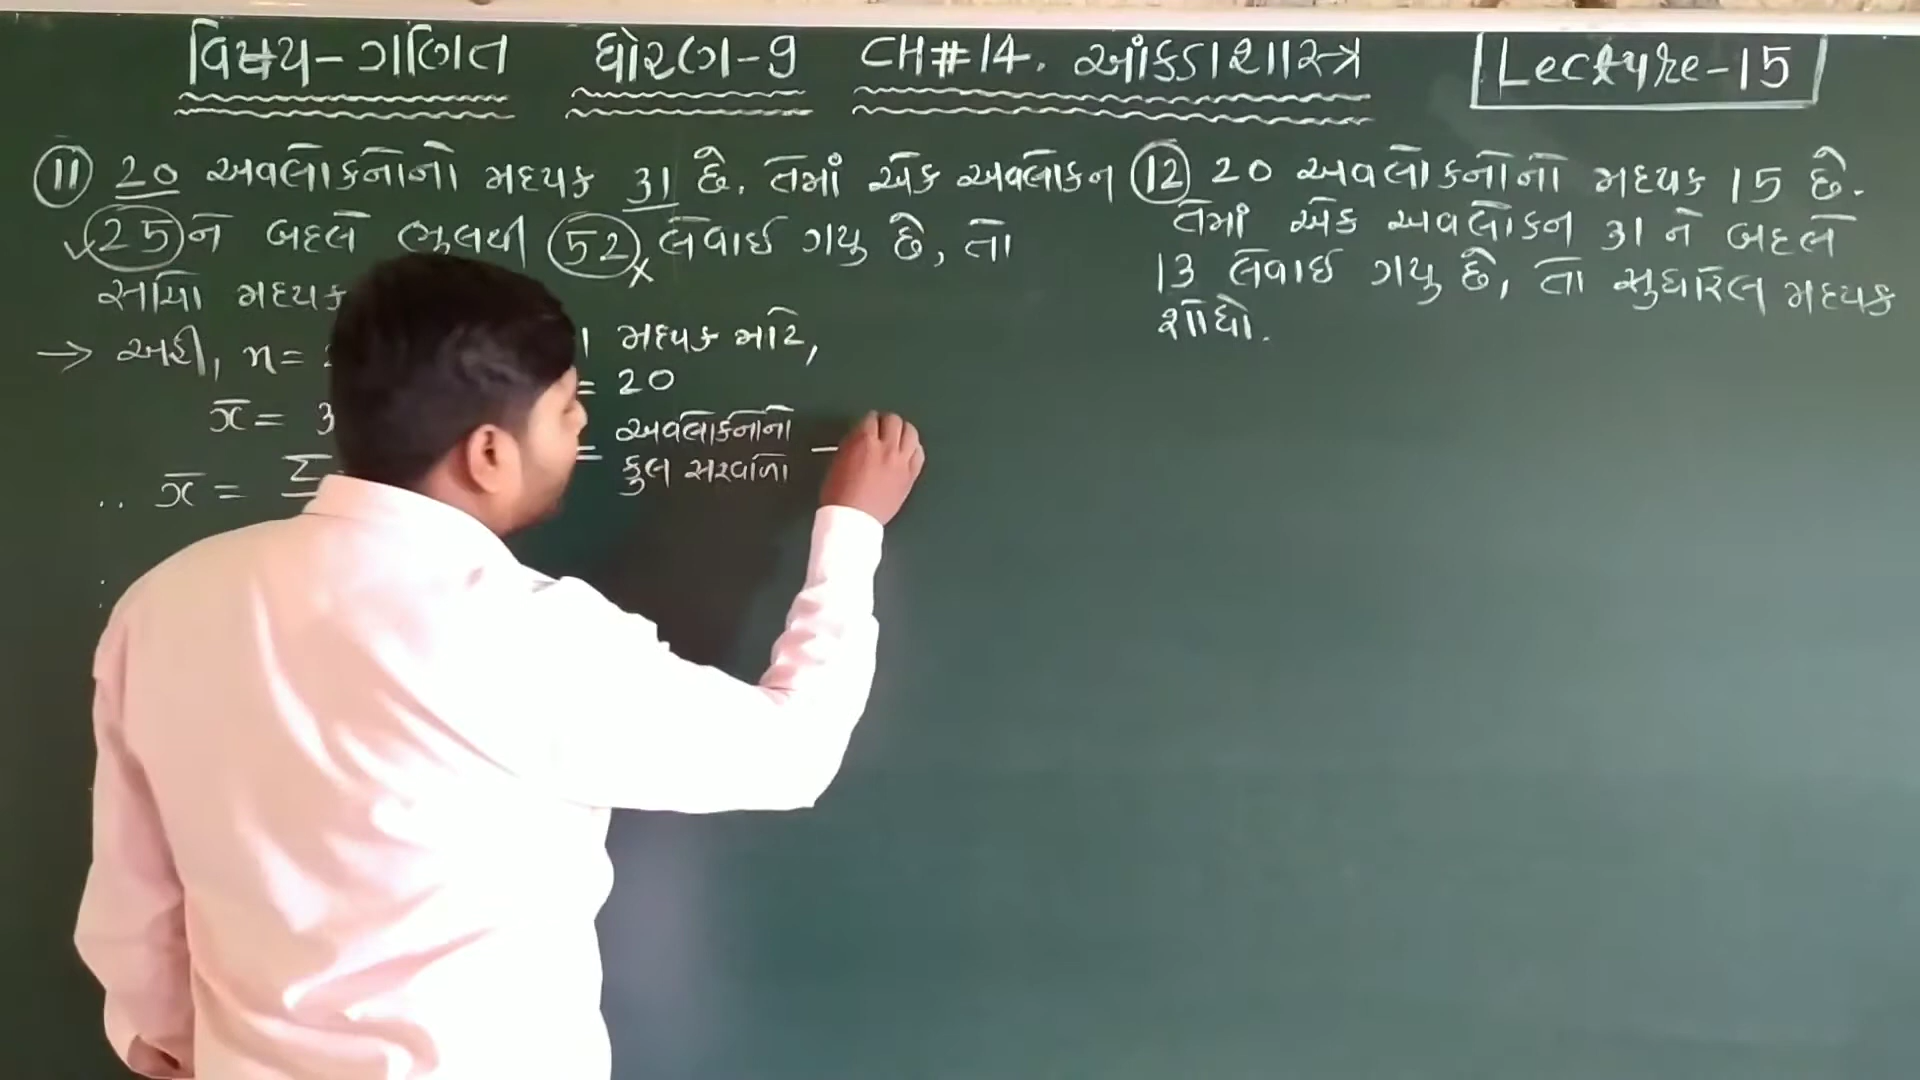 વિષય - ગણિત ધોરણ - 9 CH # 14. આંકડાશાસ્ત્ર Lecture - 15
(11) 20 અવલોકનોનો મધ્યક 31 છે. તેમાં એક અવલોકન
✓25 ને બદલે ભુલથી 52 x લેવાઈ ગયુ છે, તો
સાચો મધ્યક
→ અહીં, n =
x̄ = 3
∴ x̄ = Σ
મધ્યક માટે,
= 20
= અવલોકનોનો
કુલ સરવાળો –
(12) 20 અવલોકનોનો મધ્યક 15 છે.
તેમાં એક અવલોકન 31 ને બદલે
13 લેવાઈ ગયુ છે, તો સુધારેલ મધ્યક
શોધો.